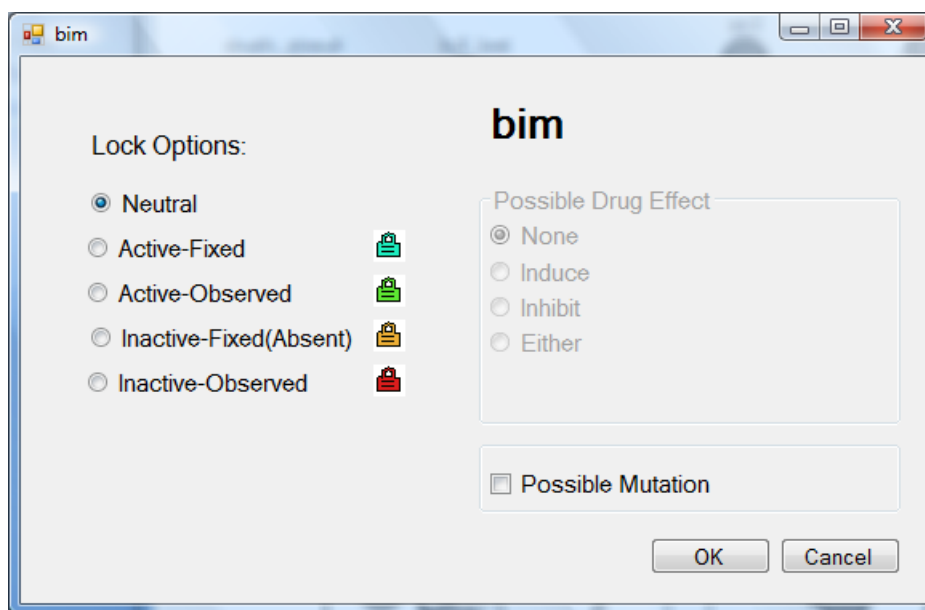 bim
bim
Lock Options:
Neutral
Active-Fixed
Active-Observed
Inactive-Fixed(Absent)
Inactive-Observed
Possible Drug Effect
None
Induce
Inhibit
Either
Possible Mutation
OK
Cancel